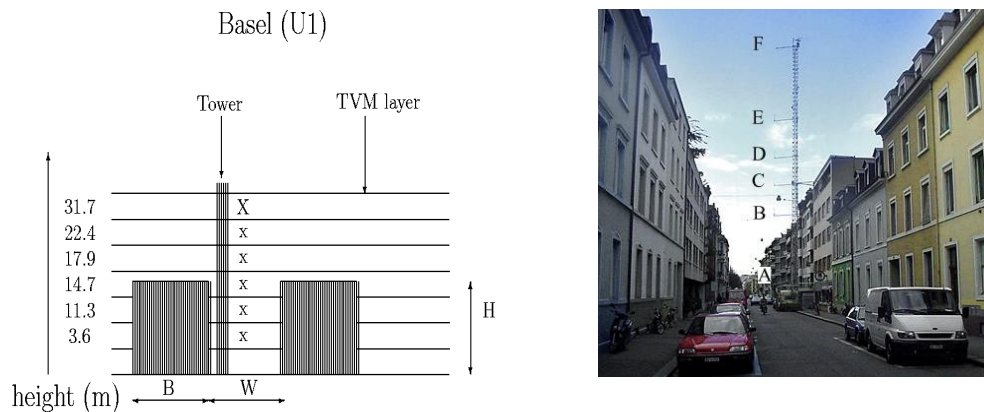 Basel (U1)
Tower
TVM layer
31.7 X
22.4 x
17.9 x
14.7 x
11.3 x
3.6 x
H
height (m)
B
W
F
E
D
C
B
A